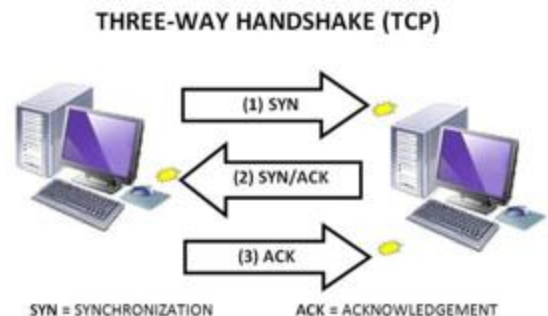 THREE-WAY HANDSHAKE (TCP)
(1) SYN
(2) SYN/ACK
(3) ACK
SYN = SYNCHRONIZATION ACK = ACKNOWLEDGEMENT